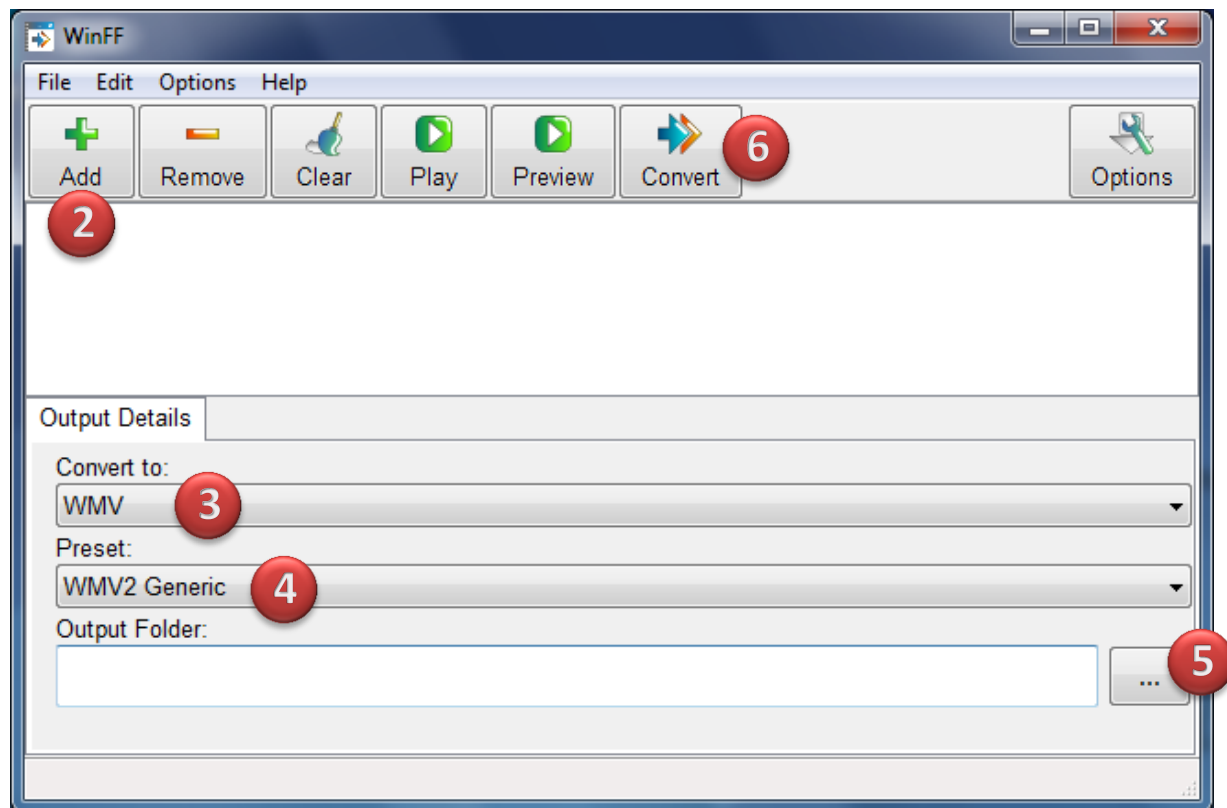 WinFF
File Edit Options Help
Add Remove Clear Play Preview Convert 6 Options
2
Output Details
Convert to:
WMV 3
Preset:
WMV2 Generic 4
Output Folder:
... 5